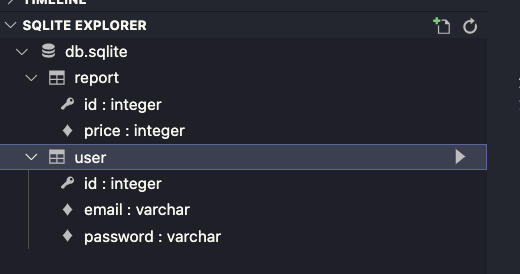 TIMELINE
SQLITE EXPLORER
db.sqlite
report
id : integer
price : integer
user
id : integer
email : varchar
password : varchar